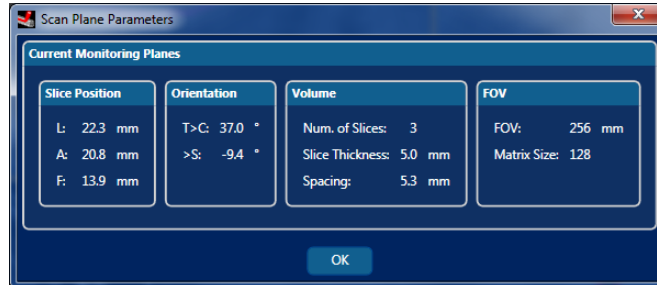 Scan Plane Parameters
x
Current Monitoring Planes
Slice Position
L: 22.3 mm
A: 20.8 mm
F: 13.9 mm
Orientation
T>C: 37.0 °
>S: -9.4 °
Volume
Num. of Slices: 3
Slice Thickness: 5.0 mm
Spacing: 5.3 mm
FOV
FOV: 256 mm
Matrix Size: 128
OK